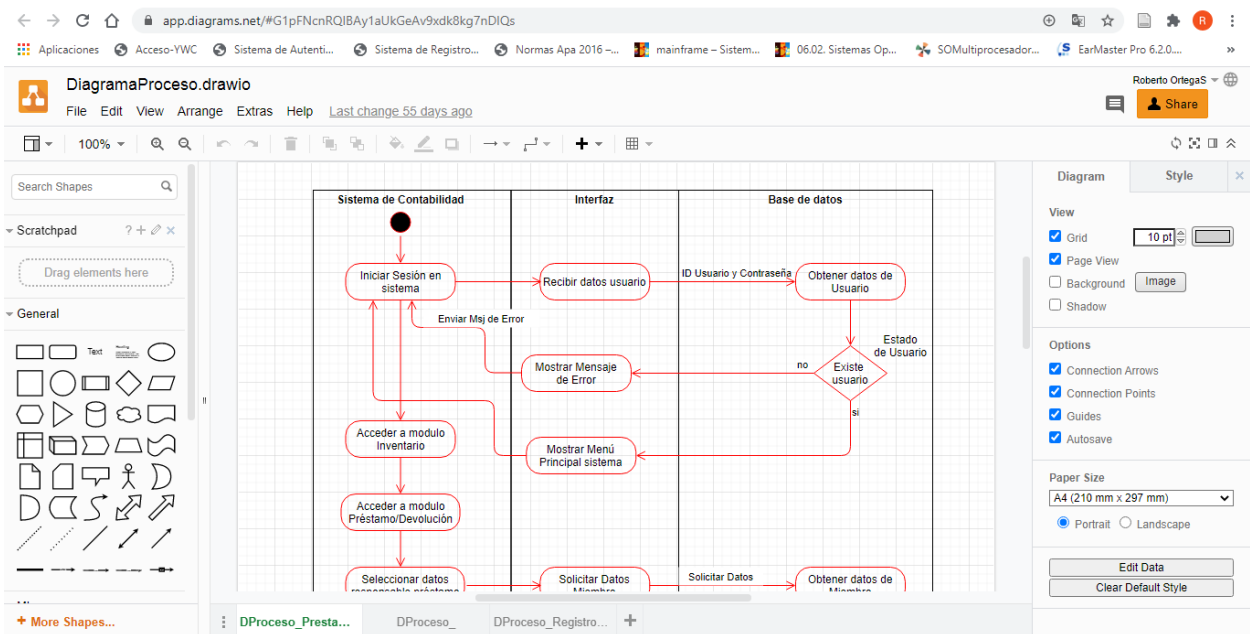 app.diagrams.net/#G1pFNcnRQIBAy1aUkGeAv9xdk8kg7nDIQs
R
Aplicaciones Acceso-YWC Sistema de Autenti... Sistema de Registro... Normas Apa 2016 –... mainframe – Sistem... 06.02. Sistemas Op... SOMultiprocesador... EarMaster Pro 6.2.0.... »
DiagramaProceso.drawio
Roberto OrtegaS
File Edit View Arrange Extras Help Last change 55 days ago
Share
100%
Search Shapes
Scratchpad
Drag elements here
General
Text
+ More Shapes...
Sistema de Contabilidad Interfaz Base de datos
Iniciar Sesión en
sistema
Recibir datos usuario
ID Usuario y Contraseña
Obtener datos de
Usuario
Enviar Msj de Error
Estado
de Usuario
Mostrar Mensaje
de Error
no
Existe
usuario
si
Acceder a modulo
Inventario
Mostrar Menú
Principal sistema
Acceder a modulo
Préstamo/Devolución
Seleccionar datos
responsable préstamo
Solicitar Datos
Miembro
Solicitar Datos
Obtener datos de
Miembro
DProceso_Presta... DProceso_ DProceso_Registro... +
Diagram Style
View
Grid 10 pt
Page View
Background Image
Shadow
Options
Connection Arrows
Connection Points
Guides
Autosave
Paper Size
A4 (210 mm x 297 mm)
Portrait Landscape
Edit Data
Clear Default Style